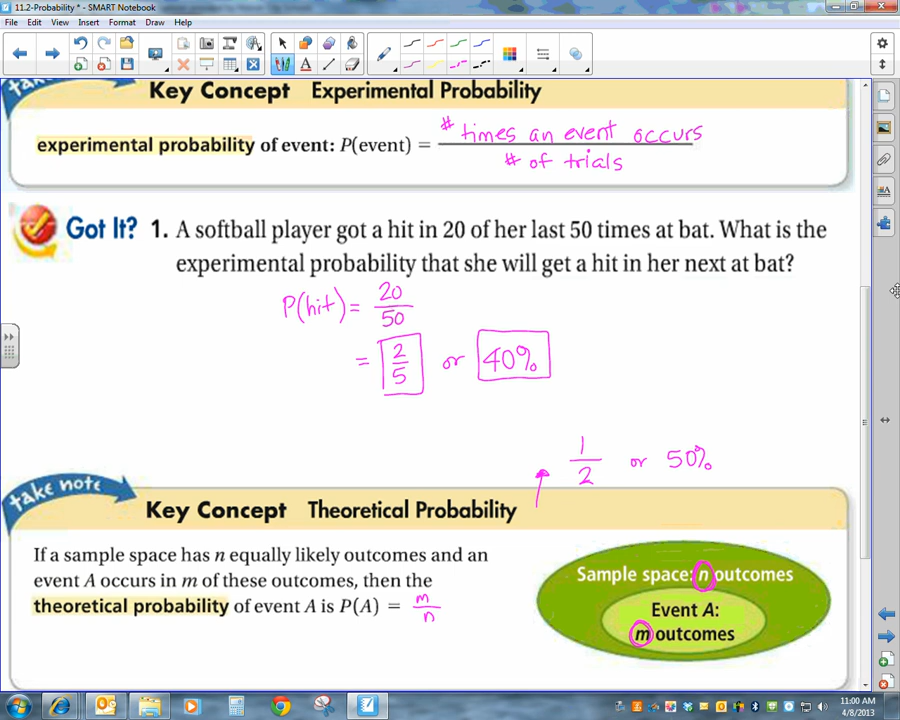 11.2-Probability * - SMART Notebook
File Edit View Insert Format Draw Tools Help
take
Key Concept Experimental Probability
experimental probability of event: P(event) = # times an event occurs
# of trials
Got It? 1. A softball player got a hit in 20 of her last 50 times at bat. What is the
experimental probability that she will get a hit in her next at bat?
P(hit) = 20/50
= 2/5 or 40%
1/2 or 50%
take note
Key Concept Theoretical Probability
If a sample space has n equally likely outcomes and an
event A occurs in m of these outcomes, then the
theoretical probability of event A is P(A) = m/n
Sample space: n outcomes
Event A:
m outcomes
11:00 AM
4/8/2013